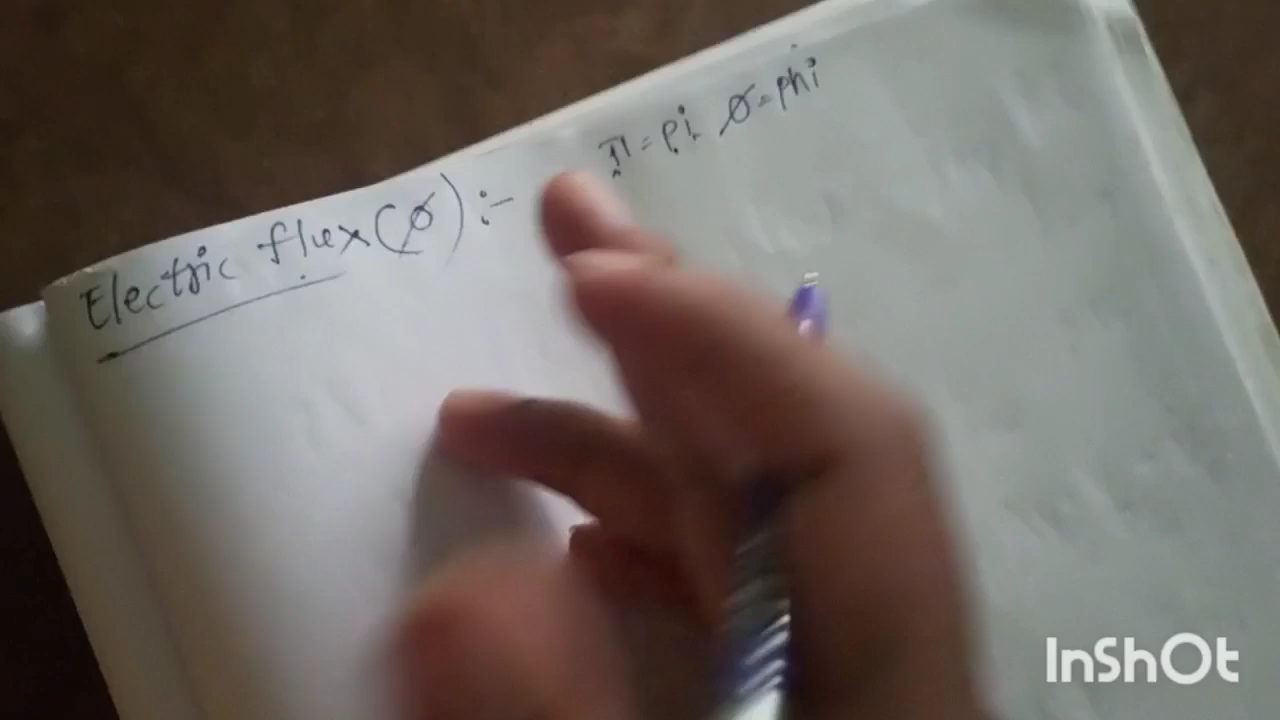 π = pi ø = phi
Electric flux (ø) :-
InShOt